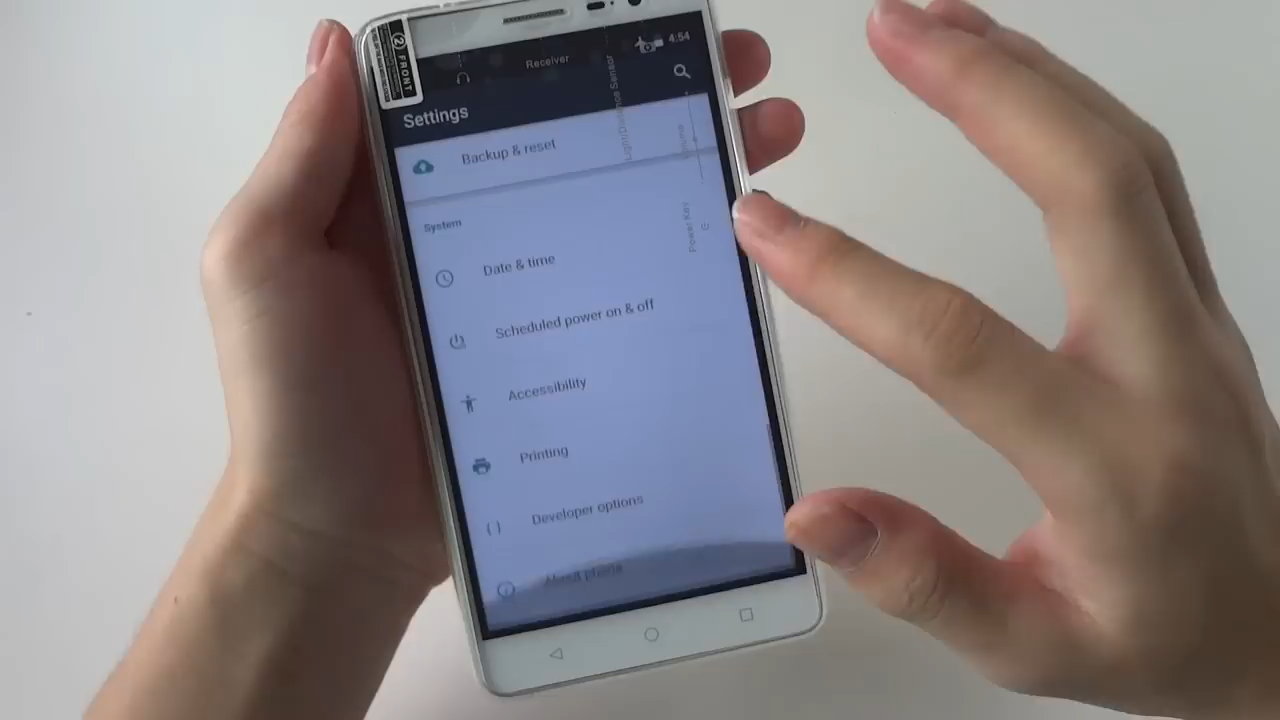 2 FRONT
Receiver
4:54
Light/Distance Sensor
Settings
Backup & reset
System
Power Key
Date & time
Scheduled power on & off
Accessibility
Printing
Developer options
About phone